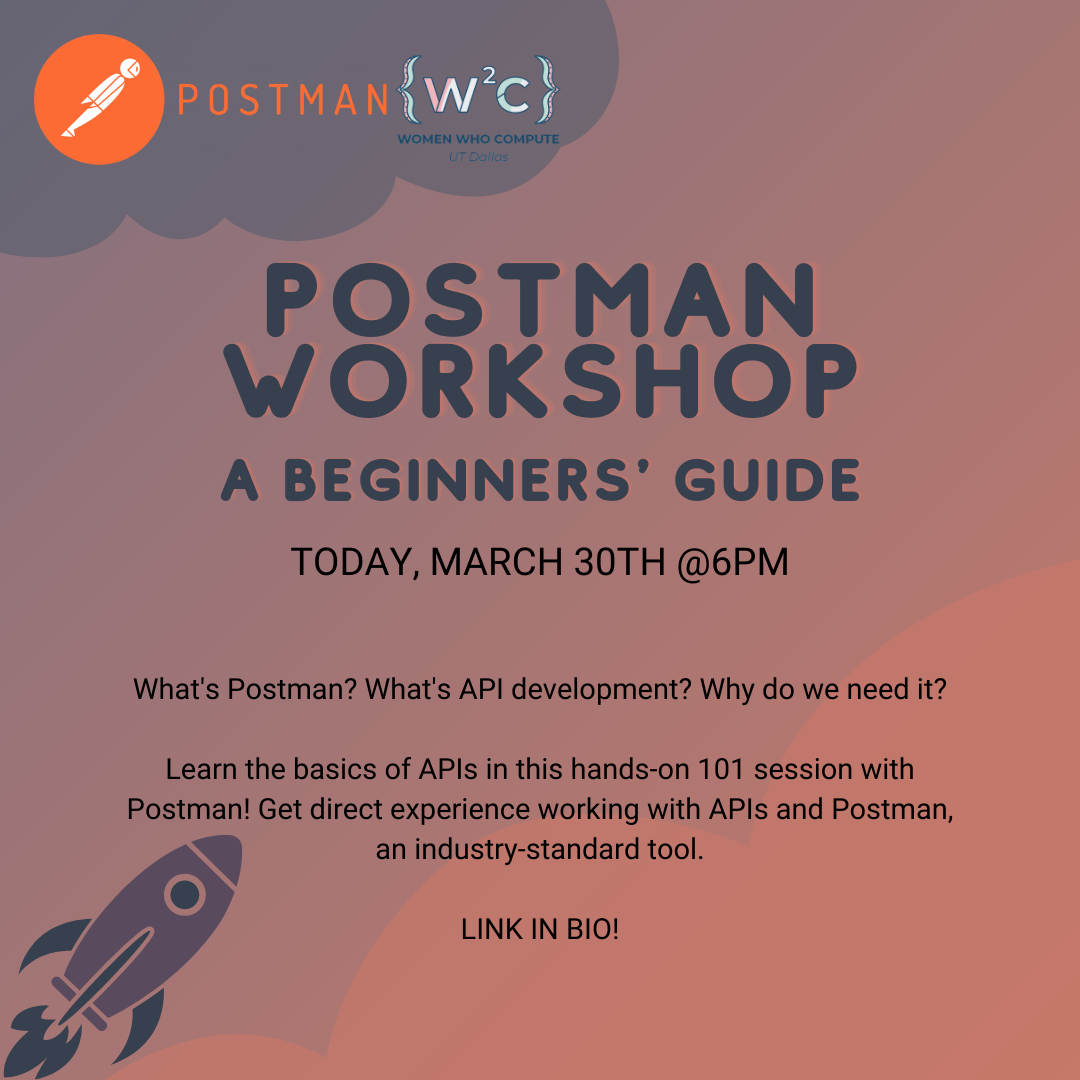 POSTMAN
{W²C}
WOMEN WHO COMPUTE
UT Dallas
POSTMAN
WORKSHOP
A BEGINNERS' GUIDE
TODAY, MARCH 30TH @6PM
What's Postman? What's API development? Why do we need it?
Learn the basics of APIs in this hands-on 101 session with
Postman! Get direct experience working with APIs and Postman,
an industry-standard tool.
LINK IN BIO!